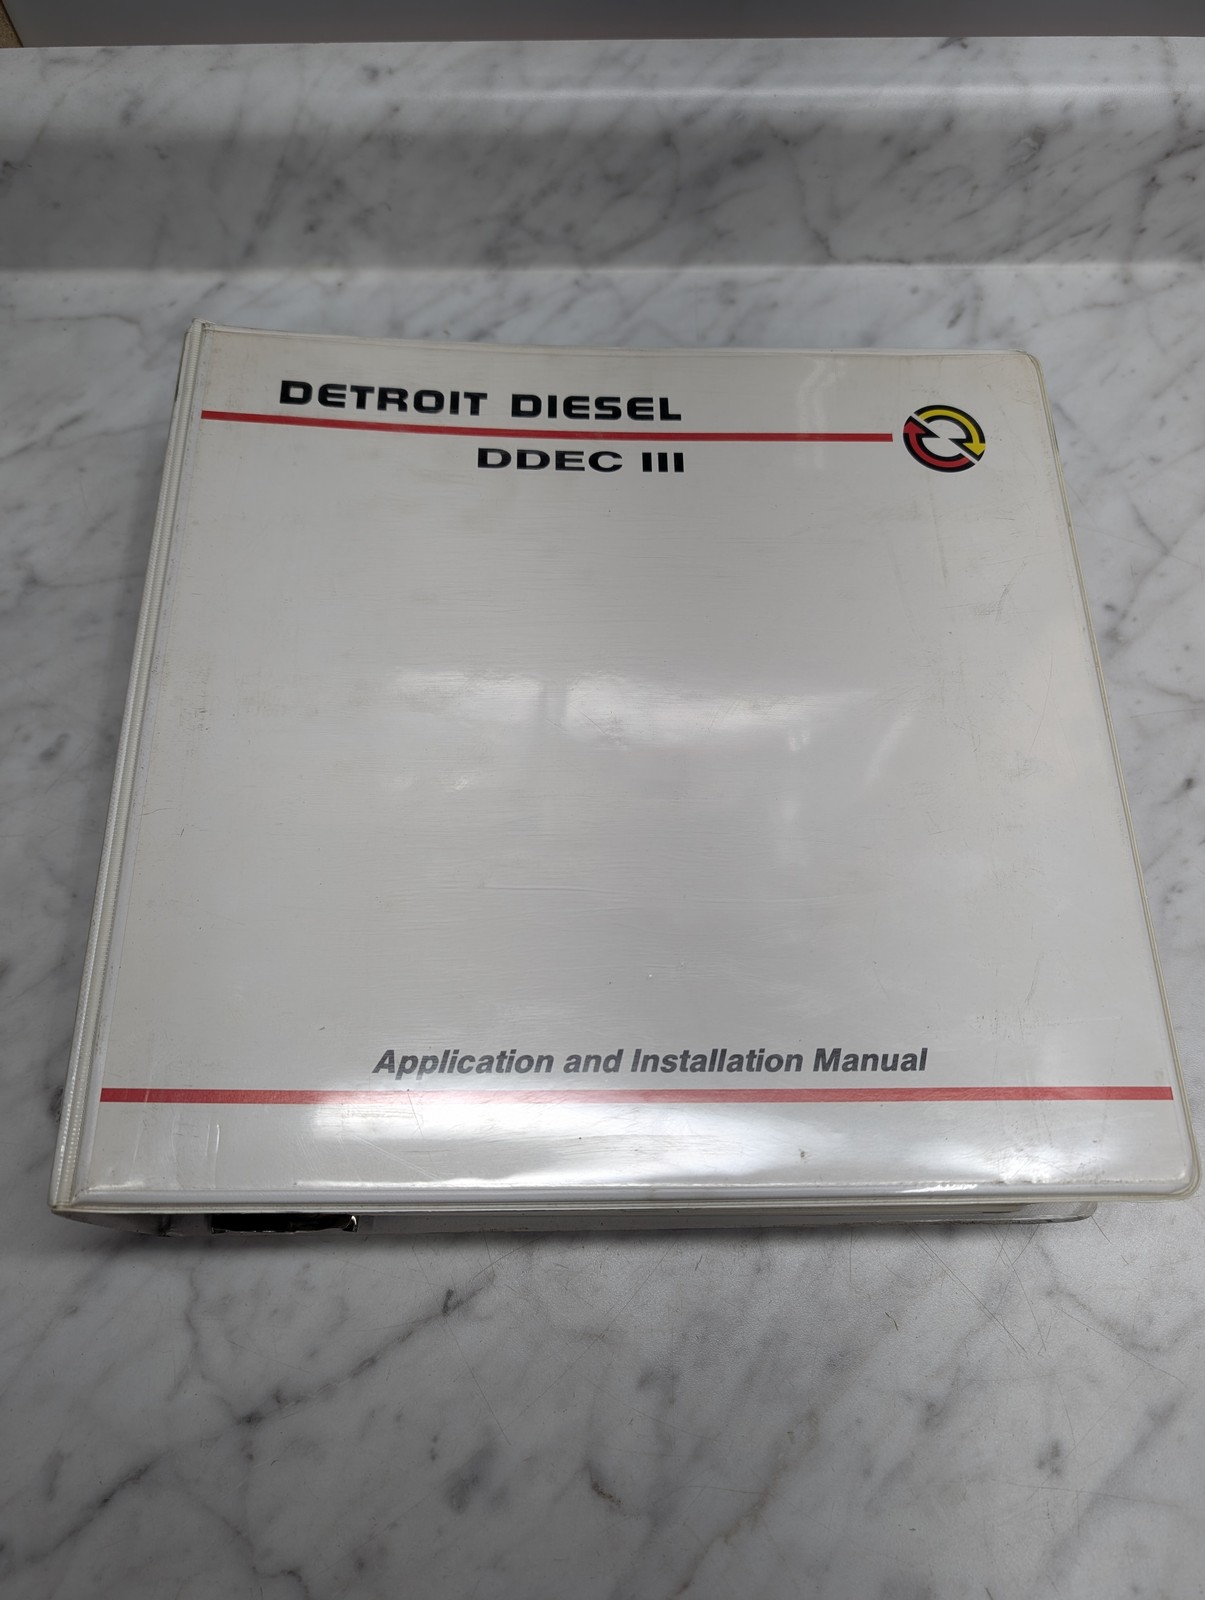 DETROIT DIESEL
DDEC III
Application and Installation Manual